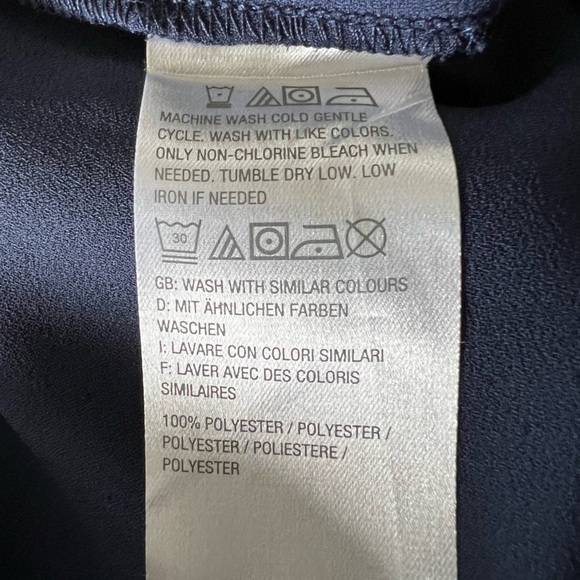 MACHINE WASH COLD GENTLE
CYCLE. WASH WITH LIKE COLORS.
ONLY NON-CHLORINE BLEACH WHEN
NEEDED. TUMBLE DRY LOW. LOW
IRON IF NEEDED
30
GB: WASH WITH SIMILAR COLOURS
D: MIT ÄHNLICHEN FARBEN
WASCHEN
I: LAVARE CON COLORI SIMILARI
F: LAVER AVEC DES COLORIS
SIMILAIRES
100% POLYESTER / POLYESTER /
POLYESTER / POLIESTERE /
POLYESTER